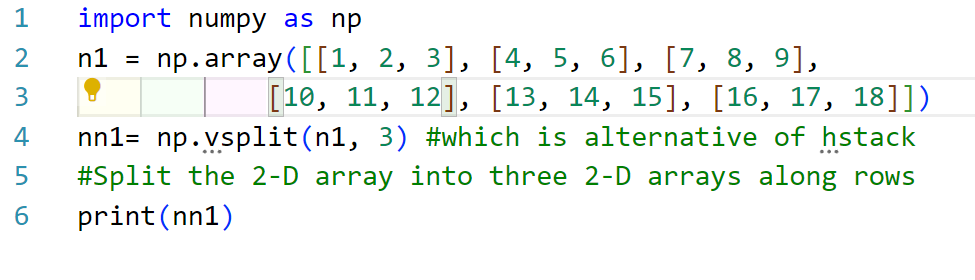 1 import numpy as np
2 n1 = np.array([[1, 2, 3], [4, 5, 6], [7, 8, 9],
3 [10, 11, 12], [13, 14, 15], [16, 17, 18]])
4 nn1= np.vsplit(n1, 3) #which is alternative of hstack
5 #Split the 2-D array into three 2-D arrays along rows
6 print(nn1)